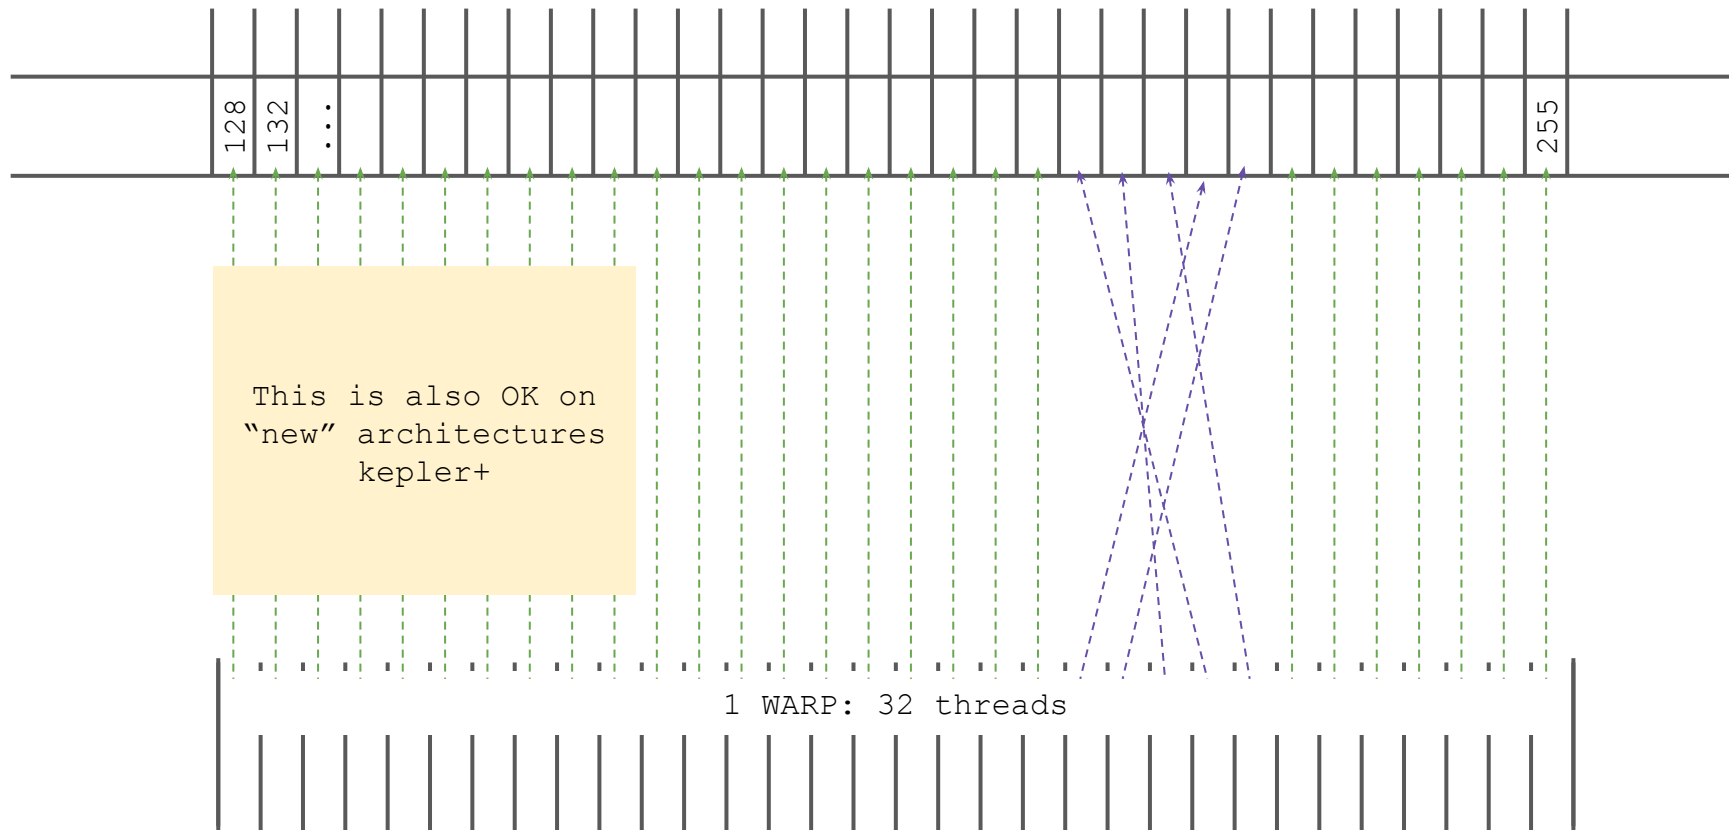 128
132
...
255
This is also OK on
“new” architectures
kepler+
1 WARP: 32 threads